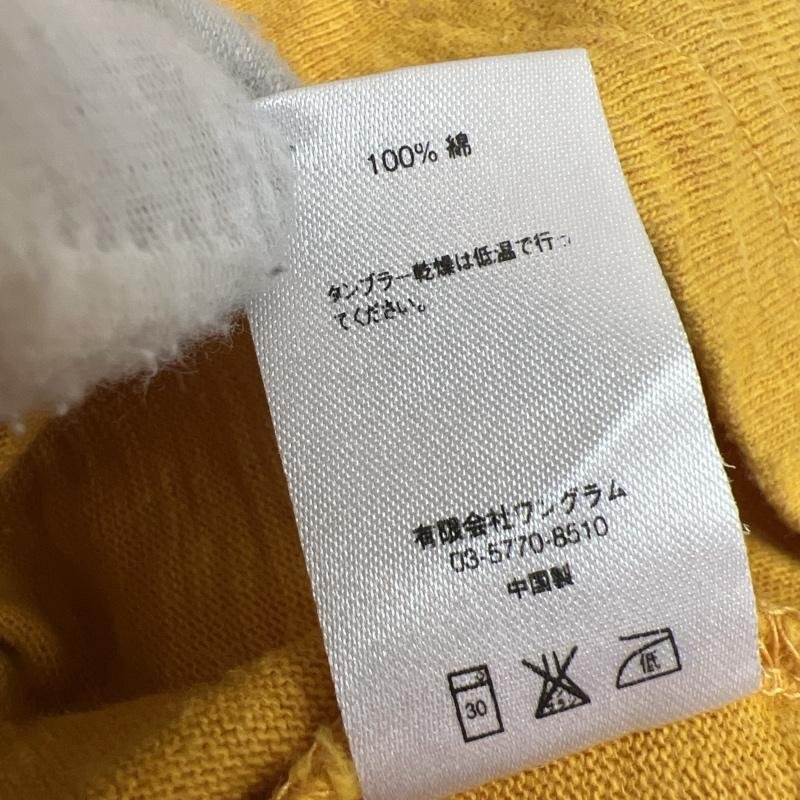 100% 綿
タンブラー乾燥は低温で行っ
てください。
有限会社ワングラム
03-5770-8510
中国製
30
低